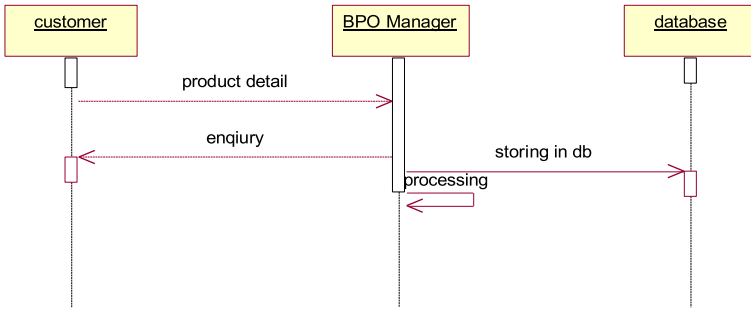 customer
BPO Manager
database
product detail
enqiury
storing in db
processing